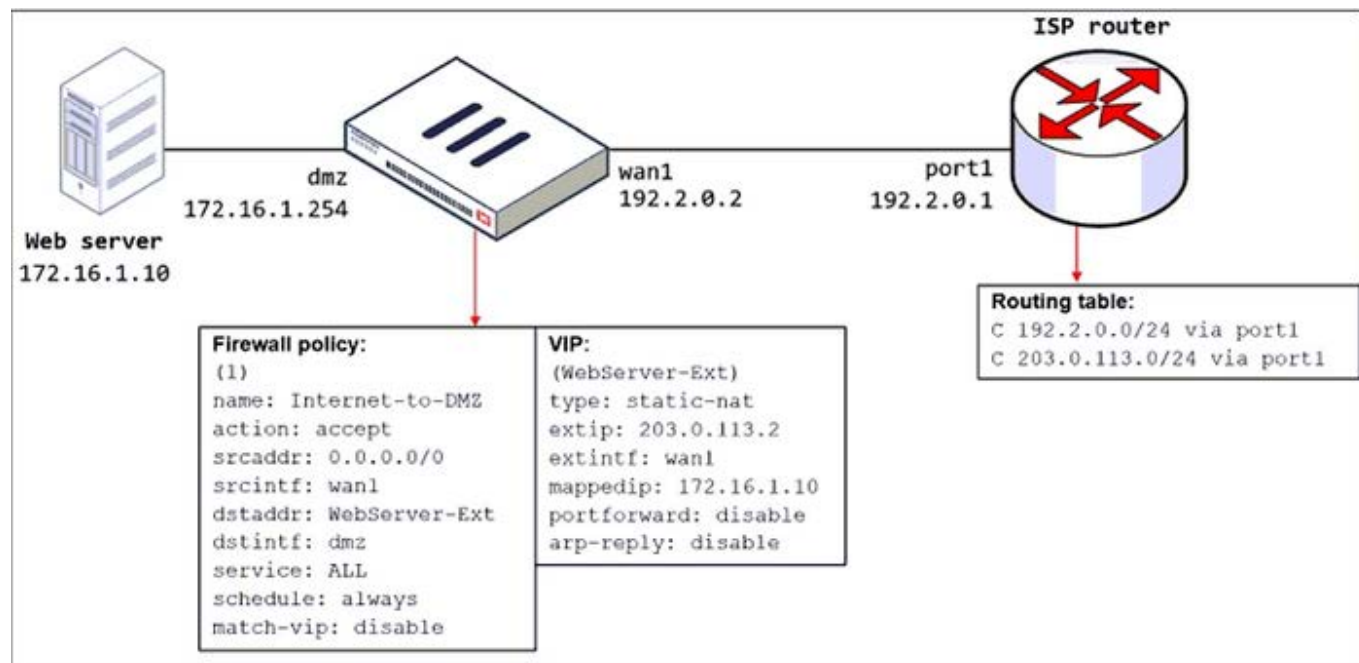 ISP router
dmz
172.16.1.254
wan1
192.2.0.2
port1
192.2.0.1
Web server
172.16.1.10
Firewall policy:
(1)
name: Internet-to-DMZ
action: accept
srcaddr: 0.0.0.0/0
srcintf: wan1
dstaddr: WebServer-Ext
dstintf: dmz
service: ALL
schedule: always
match-vip: disable
VIP:
(WebServer-Ext)
type: static-nat
extip: 203.0.113.2
extintf: wan1
mappedip: 172.16.1.10
portforward: disable
arp-reply: disable
Routing table:
C 192.2.0.0/24 via port1
C 203.0.113.0/24 via port1